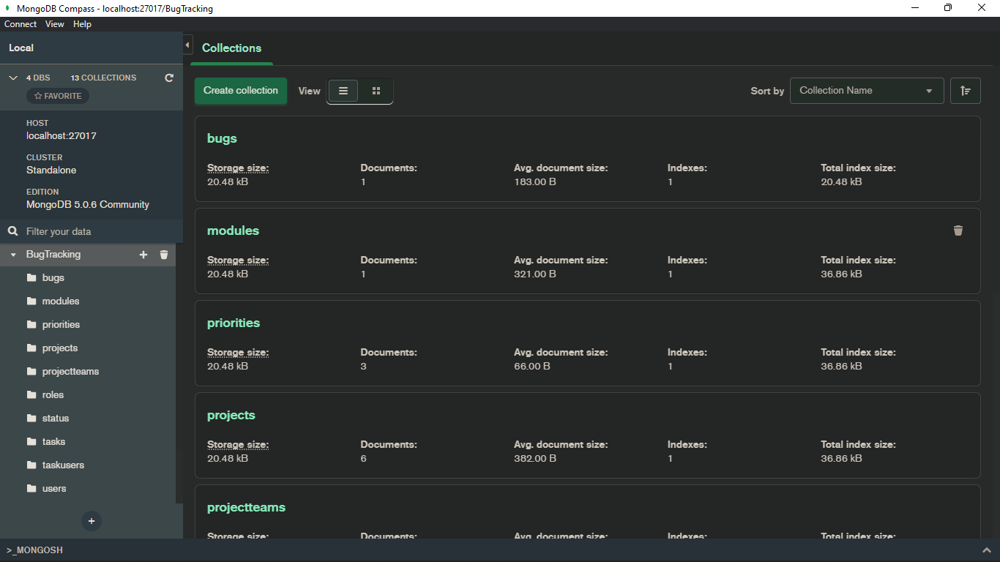 MongoDB Compass - localhost:27017/BugTracking
Connect View Help
Local
4 DBS 13 COLLECTIONS
FAVORITE
HOST
localhost:27017
CLUSTER
Standalone
EDITION
MongoDB 5.0.6 Community
Filter your data
BugTracking
bugs
modules
priorities
projects
projectteams
roles
status
tasks
taskusers
users
Collections
Create collection View Sort by Collection Name
bugs
Storage size: Documents: Avg. document size: Indexes: Total index size:
20.48 kB 1 183.00 B 1 20.48 kB
modules
Storage size: Documents: Avg. document size: Indexes: Total index size:
20.48 kB 1 321.00 B 1 36.86 kB
priorities
Storage size: Documents: Avg. document size: Indexes: Total index size:
20.48 kB 3 66.00 B 1 36.86 kB
projects
Storage size: Documents: Avg. document size: Indexes: Total index size:
20.48 kB 6 382.00 B 1 36.86 kB
projectteams
Storage size: Documents: Avg. document size: Indexes: Total index size:
>_MONGOSH